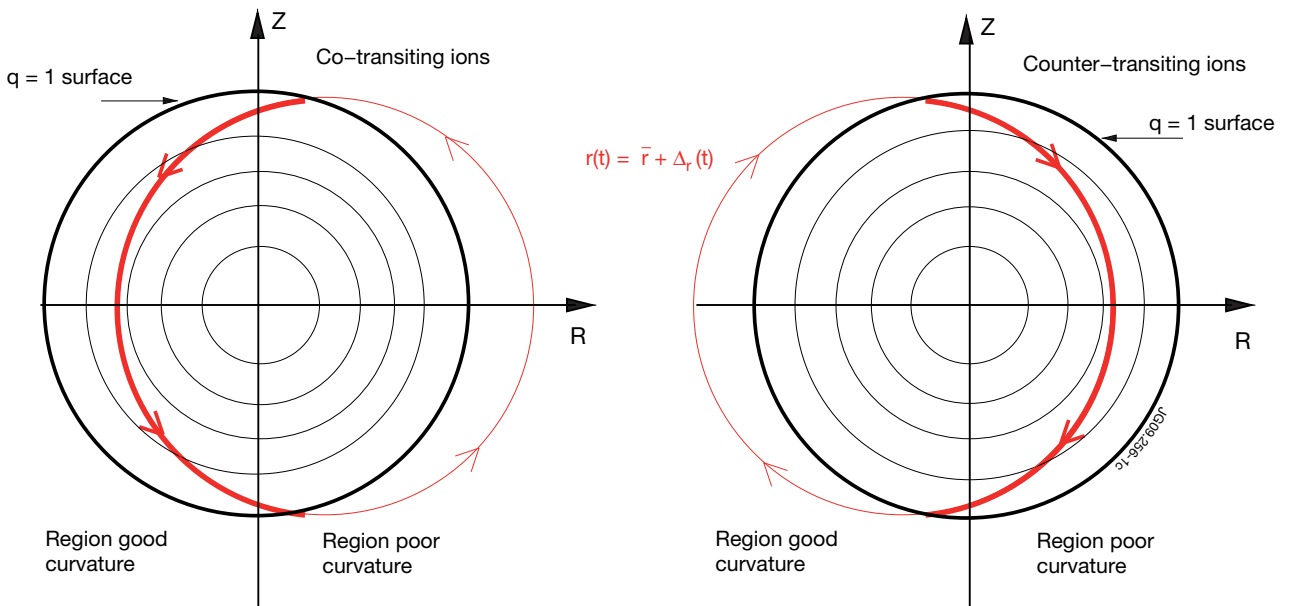 Z
Co−transiting ions
q = 1 surface
R
Region good
curvature
Region poor
curvature
Z
Counter−transiting ions
q = 1 surface
r(t) = r̅ + Δr (t)
R
JG09.256-1c
Region good
curvature
Region poor
curvature